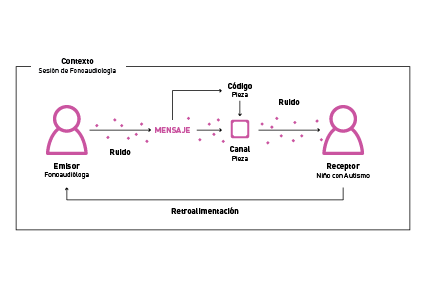 Contexto
Sesión de Fonoaudiología
Código
Pieza
Ruido
MENSAJE
Ruido
Canal
Pieza
Emisor
Fonoaudióloga
Receptor
Niño con Autismo
Retroalimentación